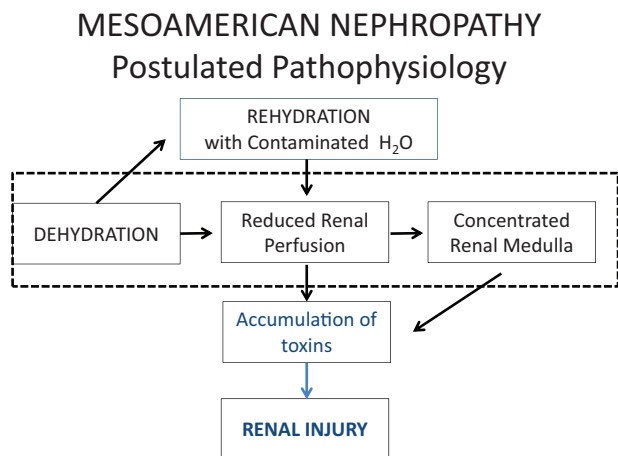 MESOAMERICAN NEPHROPATHY
Postulated Pathophysiology
REHYDRATION
with Contaminated H₂O
DEHYDRATION
Reduced Renal
Perfusion
Concentrated
Renal Medulla
Accumulation of
toxins
RENAL INJURY